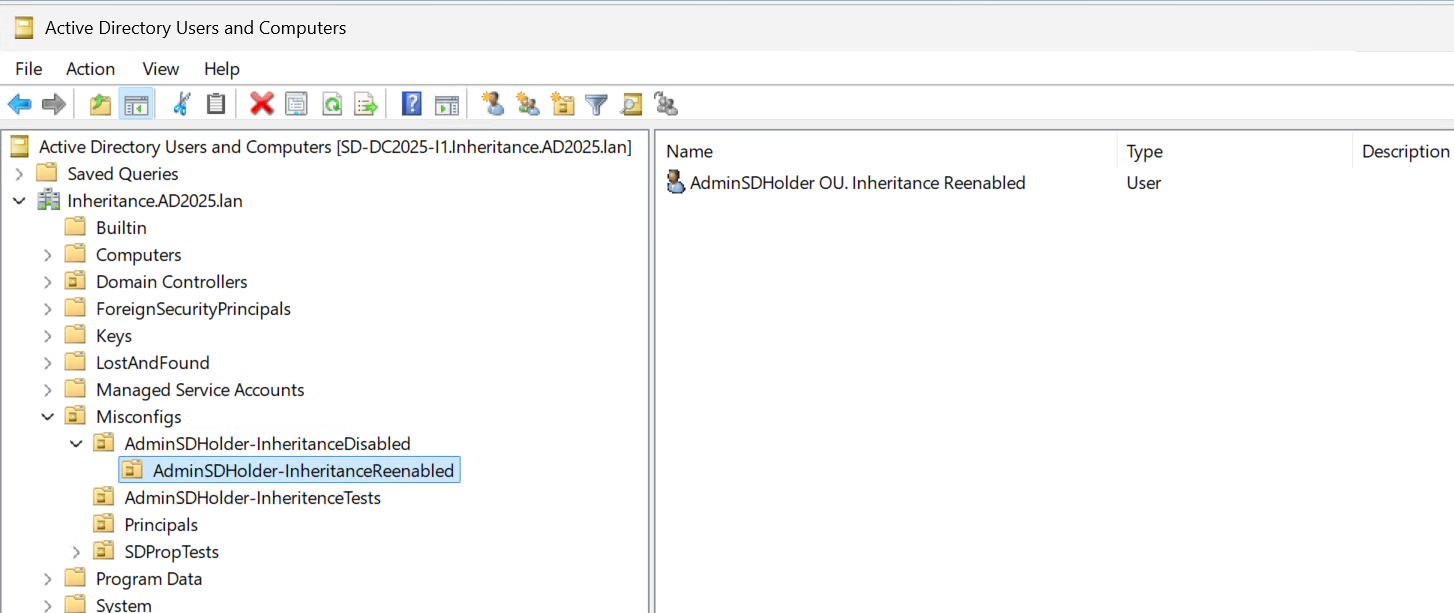 Active Directory Users and Computers
File Action View Help
Active Directory Users and Computers [SD-DC2025-I1.Inheritance.AD2025.lan]
Saved Queries
Inheritance.AD2025.lan
Builtin
Computers
Domain Controllers
ForeignSecurityPrincipals
Keys
LostAndFound
Managed Service Accounts
Misconfigs
AdminSDHolder-InheritanceDisabled
AdminSDHolder-InheritanceReenabled
AdminSDHolder-InheritenceTests
Principals
SDPropTests
Program Data
System
Name Type Description
AdminSDHolder OU. Inheritance Reenabled User